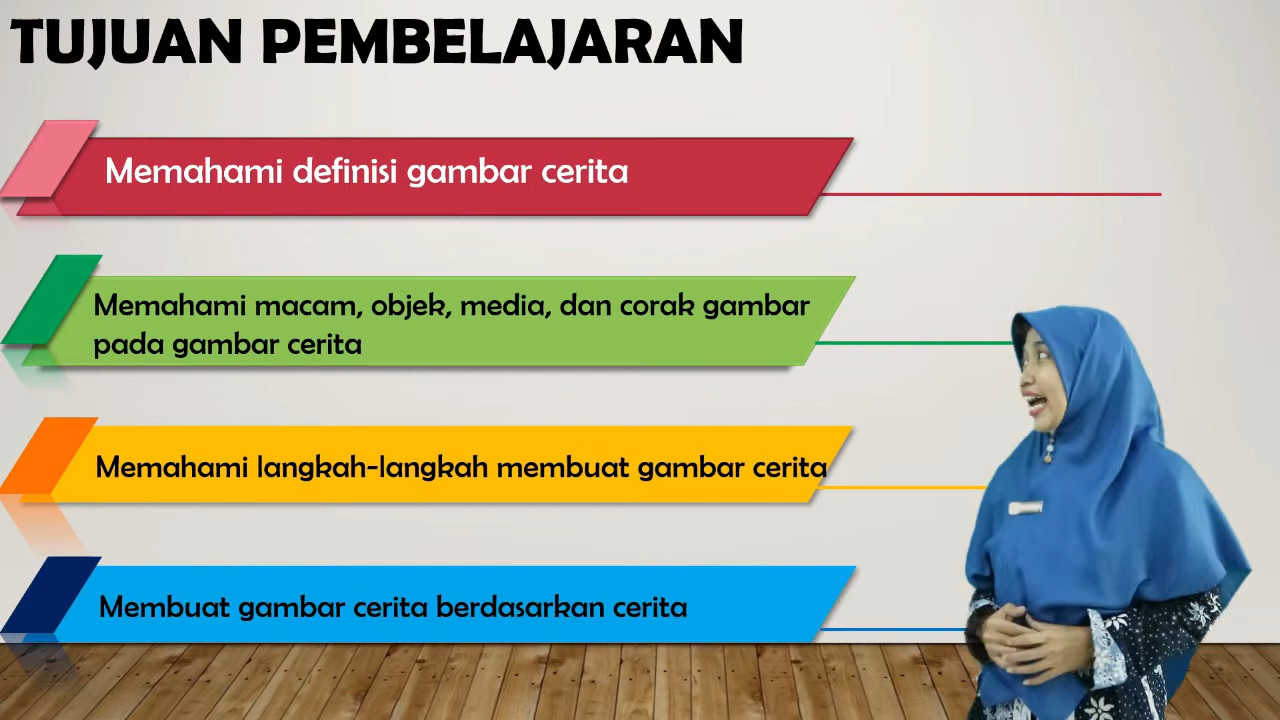 TUJUAN PEMBELAJARAN
Memahami definisi gambar cerita
Memahami macam, objek, media, dan corak gambar
pada gambar cerita
Memahami langkah-langkah membuat gambar cerita
Membuat gambar cerita berdasarkan cerita